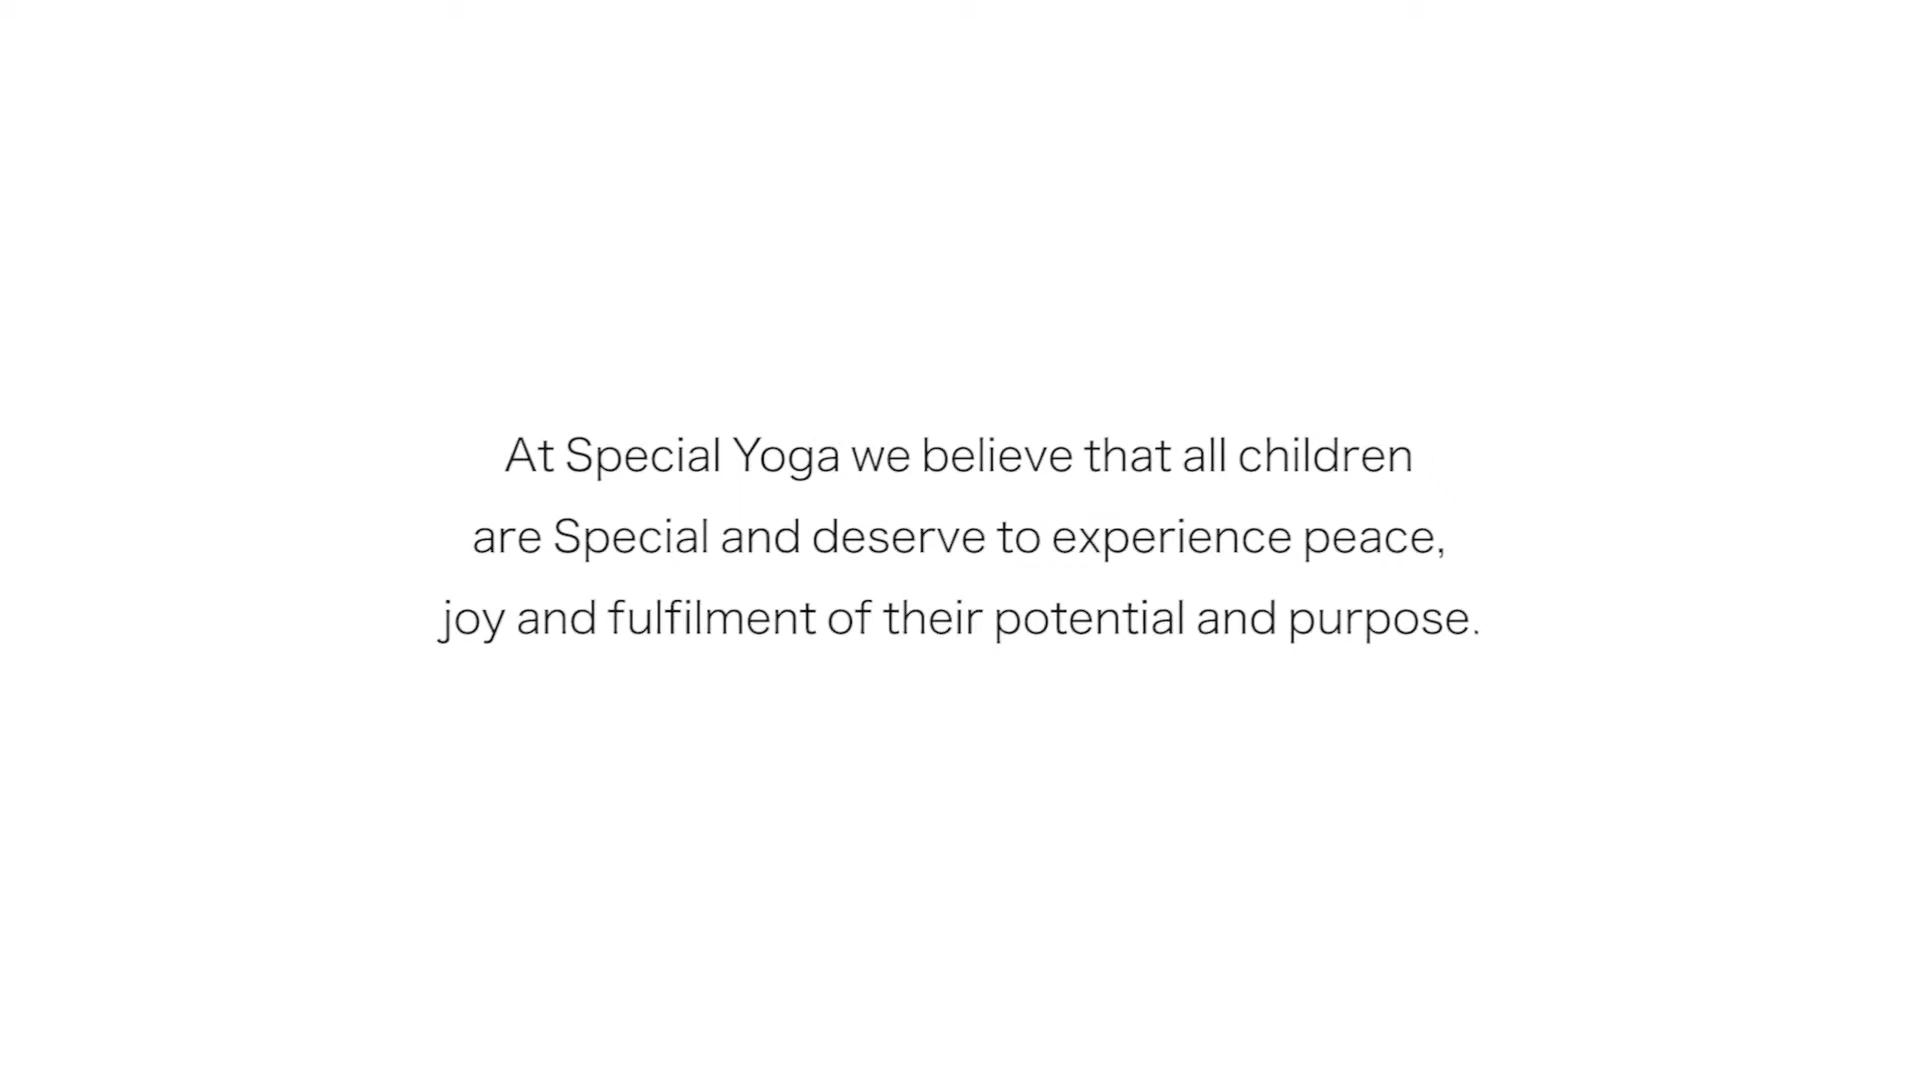 At Special Yoga we believe that all children
are Special and deserve to experience peace,
joy and fulfilment of their potential and purpose.